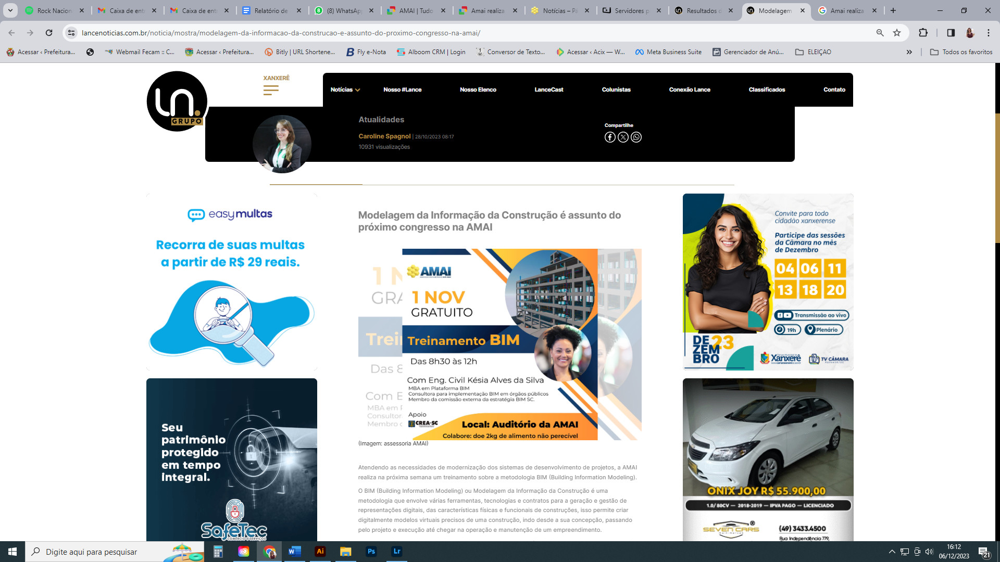 Rock Nacion
Caixa de ent
Caixa de ent
Relatório de
(8) WhatsAp
AMAI | Tudo
Amai realiza
Notícias – Pá
Servidores p
Resultados d
Modelagem
Amai realiza
lancenoticias.com.br/noticia/mostra/modelagem-da-informacao-da-construcao-e-assunto-do-proximo-congresso-na-amai/
Acessar ‹ Prefeitura...
Webmail Fecam :: C...
Acessar ‹ Prefeitura...
Bitly | URL Shortene...
Fly e-Nota
Alboom CRM | Login
Conversor de Texto...
Acessar ‹ Acix — W...
Meta Business Suite
Gerenciador de Anú...
ELEIÇAO
Todos os favoritos
GRUPO
XANXERÊ
Notícias
Nosso #Lance
Nosso Elenco
LanceCast
Colunistas
Conexão Lance
Classificados
Contato
Atualidades
Caroline Spagnol | 28/10/2023 08:17
10931 visualizações
Compartilhe
easymultas
Recorra de suas multas
a partir de R$ 29 reais.
Seu
patrimônio
protegido
em tempo
integral.
SafeTec
COMÉRCIO E SERVIÇOS
Modelagem da Informação da Construção é assunto do
próximo congresso na AMAI
AMAI
1 NOV
GRATUITO
Treinamento BIM
Das 8h30 às 12h
Com Eng. Civil Késia Alves da Silva
MBA em Plataforma BIM
Consultora para implementação BIM em órgãos públicos
Membro da comissão externa da estratégia BIM SC.
Apoio
CREA-SC
Local: Auditório da AMAI
Colabore: doe 2kg de alimento não perecível
(Imagem: assessoria AMAI)
Atendendo as necessidades de modernização dos sistemas de desenvolvimento de projetos, a AMAI
realiza na próxima semana um treinamento sobre a metodologia BIM (Building Information Modeling).
O BIM (Building Information Modeling) ou Modelagem da Informação da Construção é uma
metodologia que envolve várias ferramentas, tecnologias e contratos para a geração e gestão de
representações digitais, das características físicas e funcionais de construções, isso permite criar
digitalmente modelos virtuais precisos de uma construção, indo desde a sua concepção, passando
pelo projeto e execução até chegar na operação e manutenção de um empreendimento.
Convite para todo
cidadão xanxerense
Participe das sessões
da Câmara no mês
de Dezembro
04 06 11
13 18 20
Transmissão ao vivo
19h
Plenário
DE
ZEM
BRO
23
Xanxerê
TV CÂMARA
ONIX JOY R$ 55.900,00
1.0/ 80CV — 2018-2019 — IPVA PAGO — LICENCIADO
SEVEN CARS
multimarcas
(49) 3433.4500
Rua Independência 779,
Digite aqui para pesquisar
W
Ai
Ps
Lr
16:12
06/12/2023
21